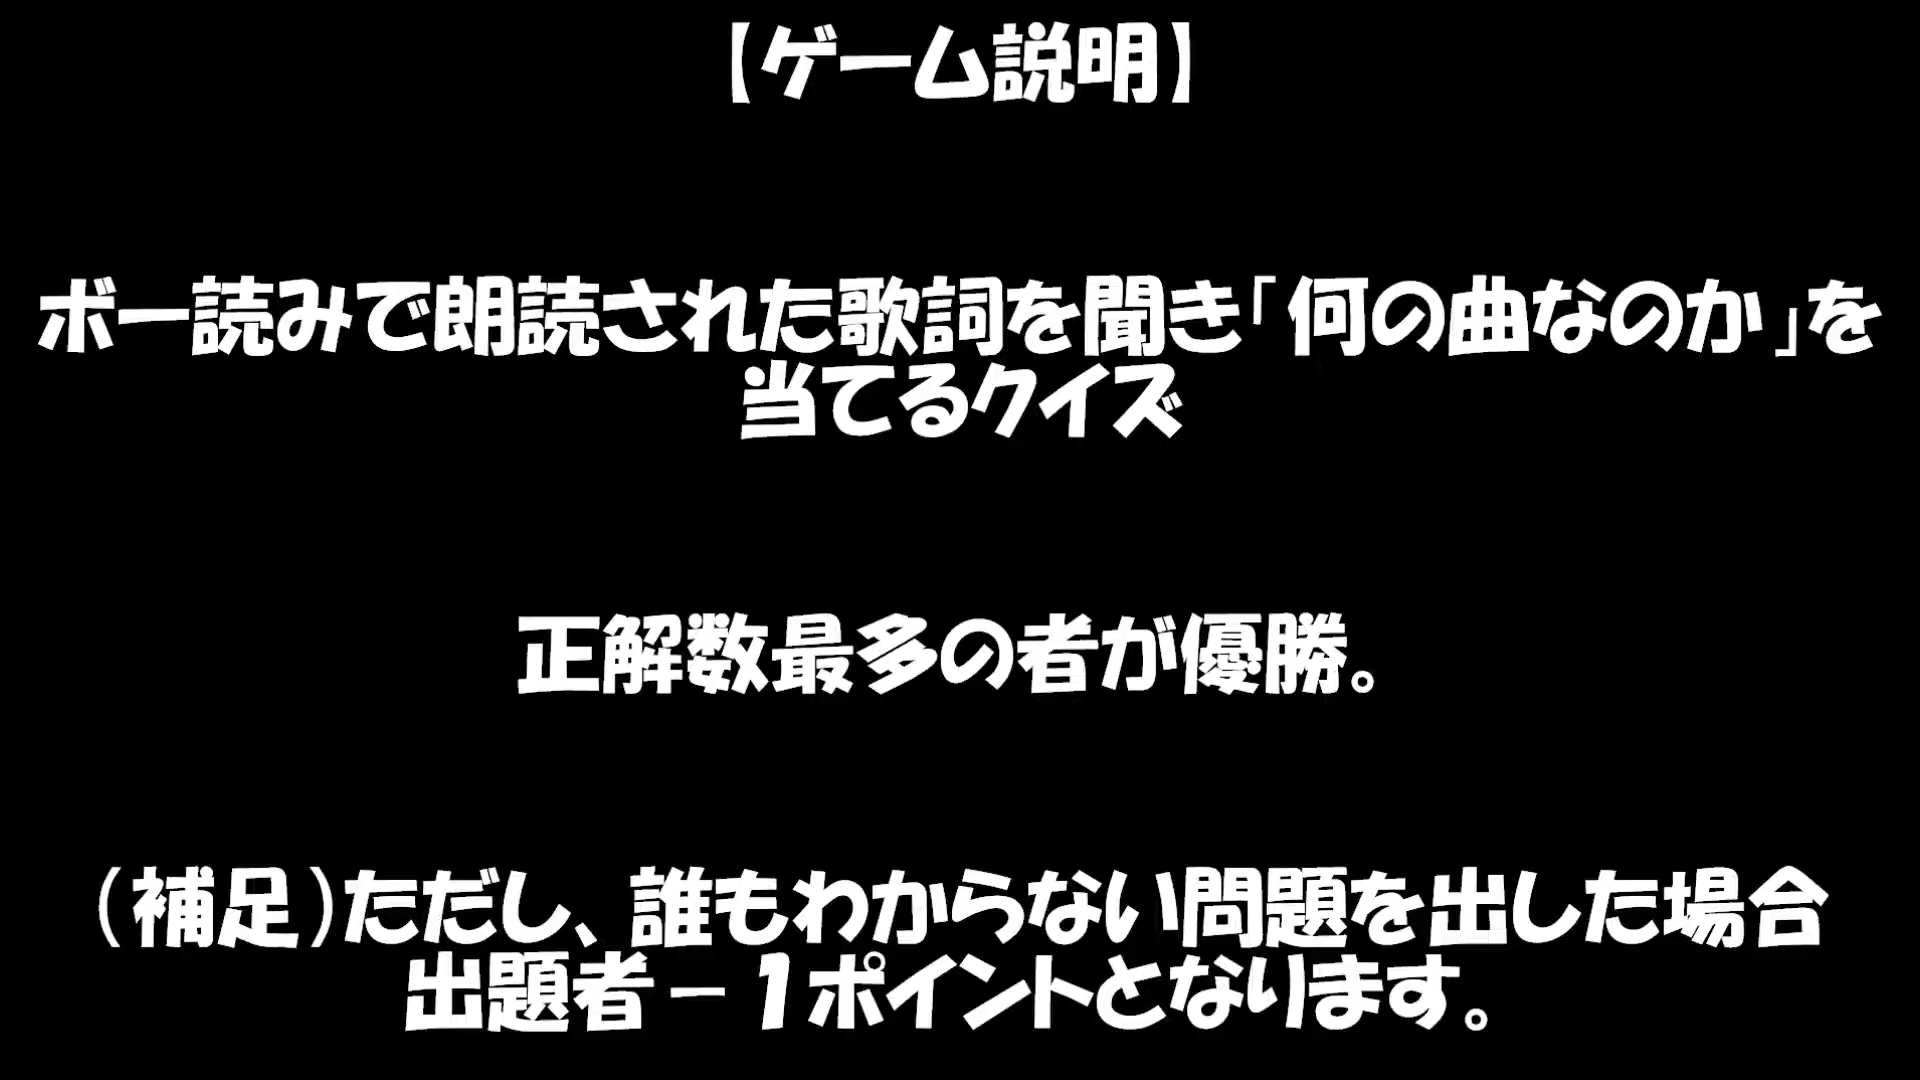 【ゲーム説明】
ボー読みで朗読された歌詞を聞き「何の曲なのか」を
当てるクイズ
正解数最多の者が優勝。
（補足）ただし、誰もわからない問題を出した場合
出題者－１ポイントとなります。